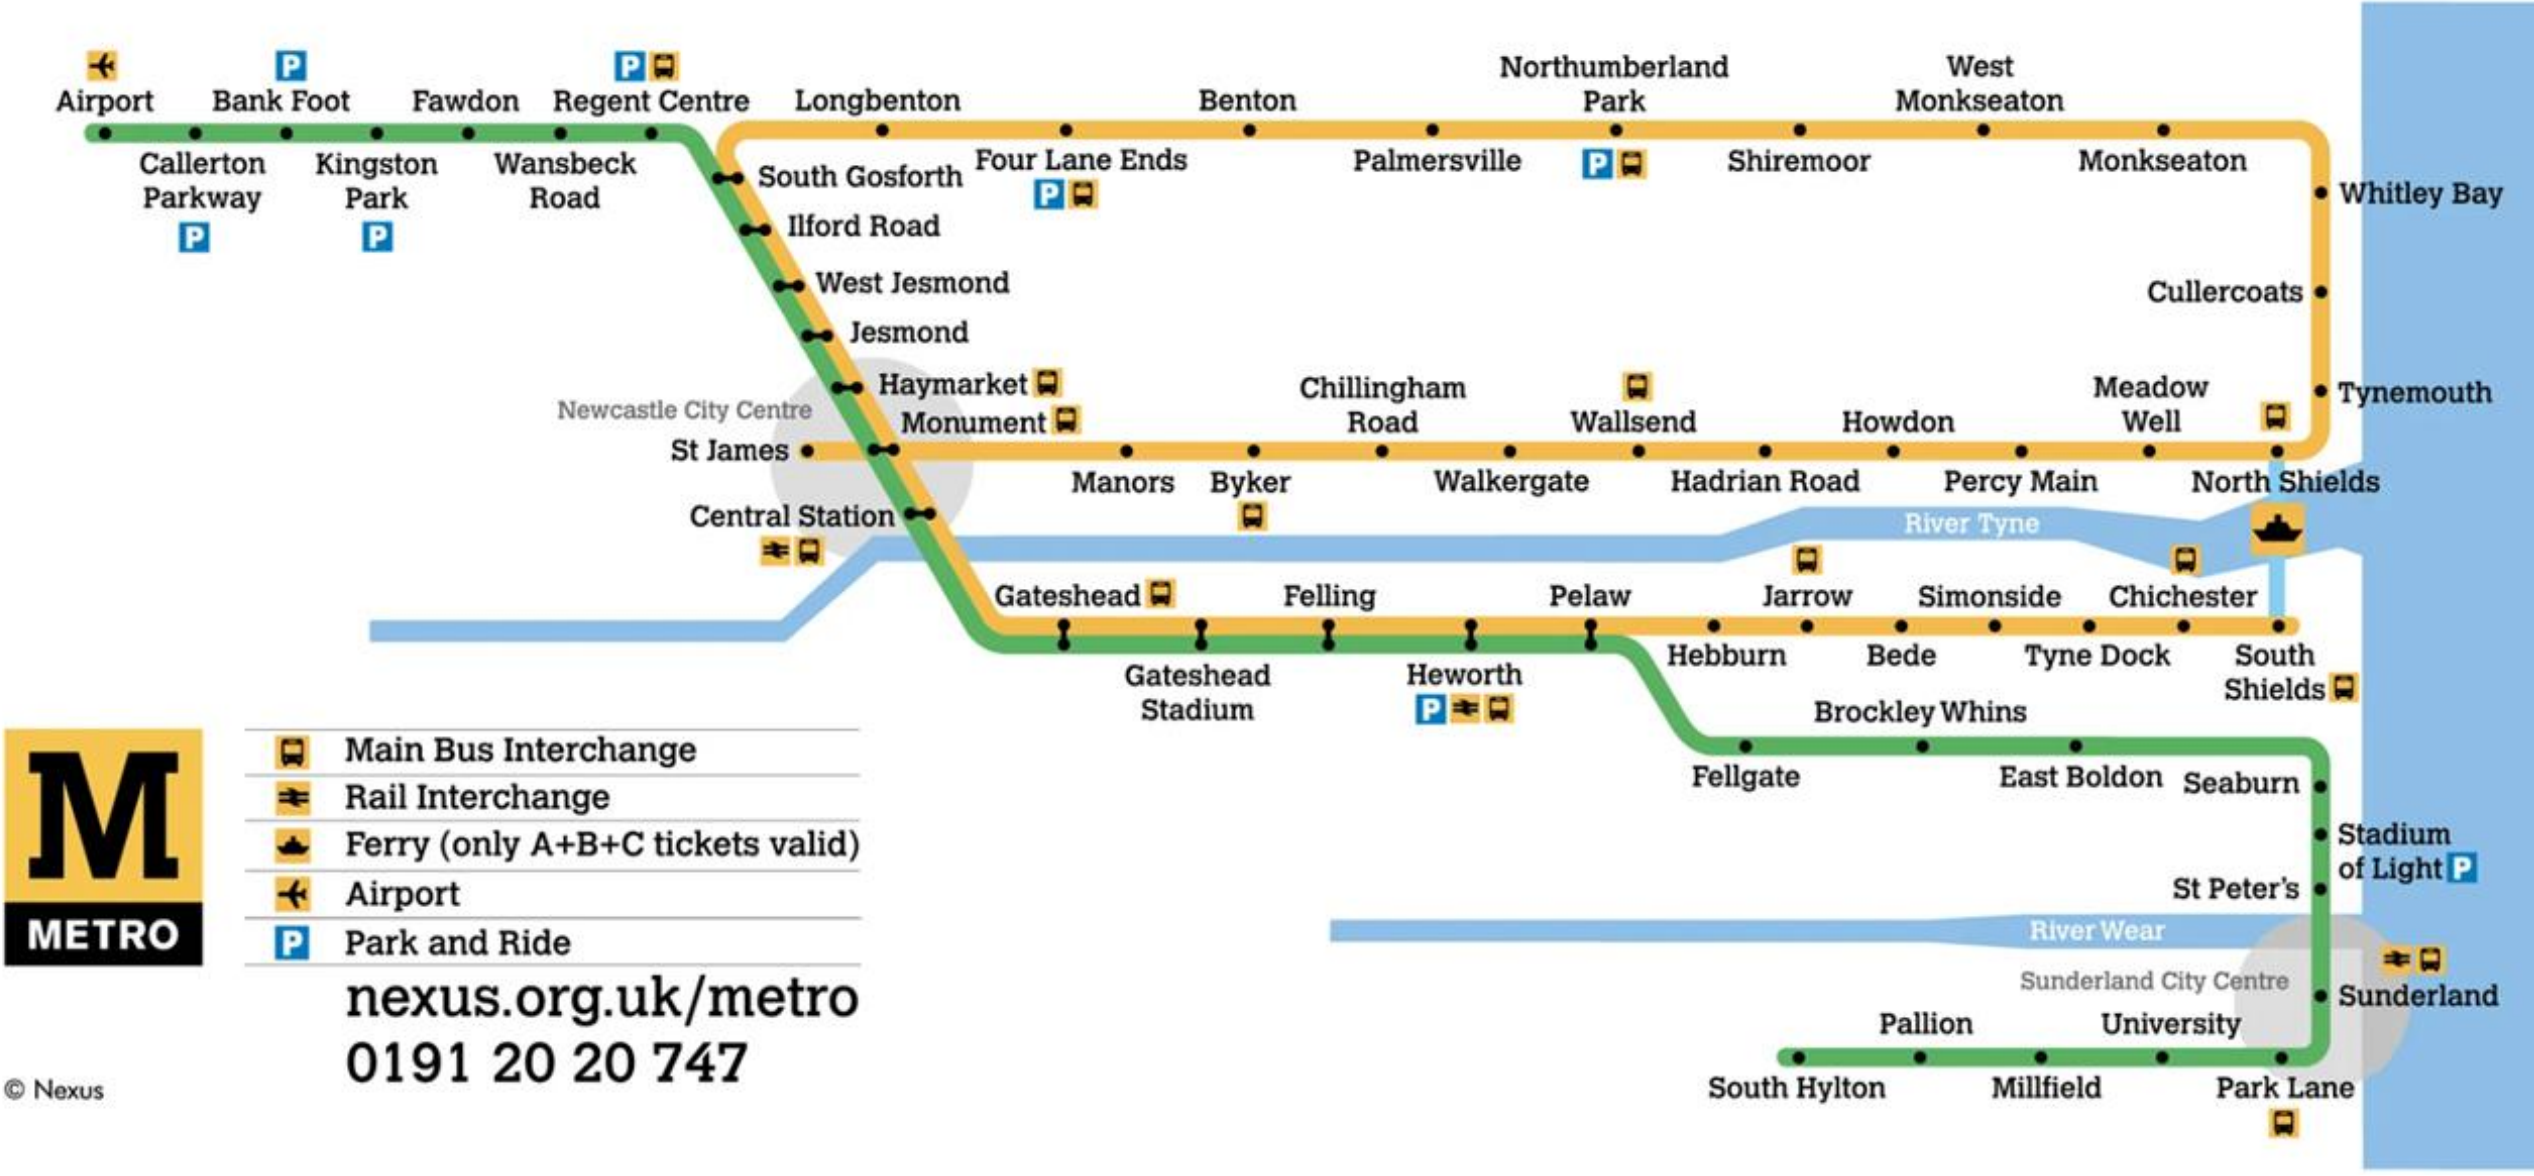 Airport
Callerton
Parkway
Bank Foot
Kingston
Park
Fawdon
Wansbeck
Road
Regent Centre
Longbenton
Four Lane Ends
Benton
Palmersville
Northumberland
Park
Shiremoor
West
Monkseaton
Monkseaton
Whitley Bay
Cullercoats
Tynemouth
South Gosforth
Ilford Road
West Jesmond
Jesmond
Haymarket
Newcastle City Centre
Monument
St James
Central Station
Manors
Byker
Chillingham
Road
Walkergate
Wallsend
Hadrian Road
Howdon
Percy Main
Meadow
Well
North Shields
River Tyne
Gateshead
Gateshead
Stadium
Felling
Heworth
Pelaw
Hebburn
Jarrow
Bede
Simonside
Tyne Dock
Chichester
South
Shields
Fellgate
Brockley Whins
East Boldon
Seaburn
Stadium
of Light
St Peter's
River Wear
Sunderland City Centre
Sunderland
Park Lane
University
Millfield
Pallion
South Hylton
P
P
P
P
P
P
P
P
M
METRO
Main Bus Interchange
Rail Interchange
Ferry (only A+B+C tickets valid)
Airport
P Park and Ride
nexus.org.uk/metro
0191 20 20 747
© Nexus